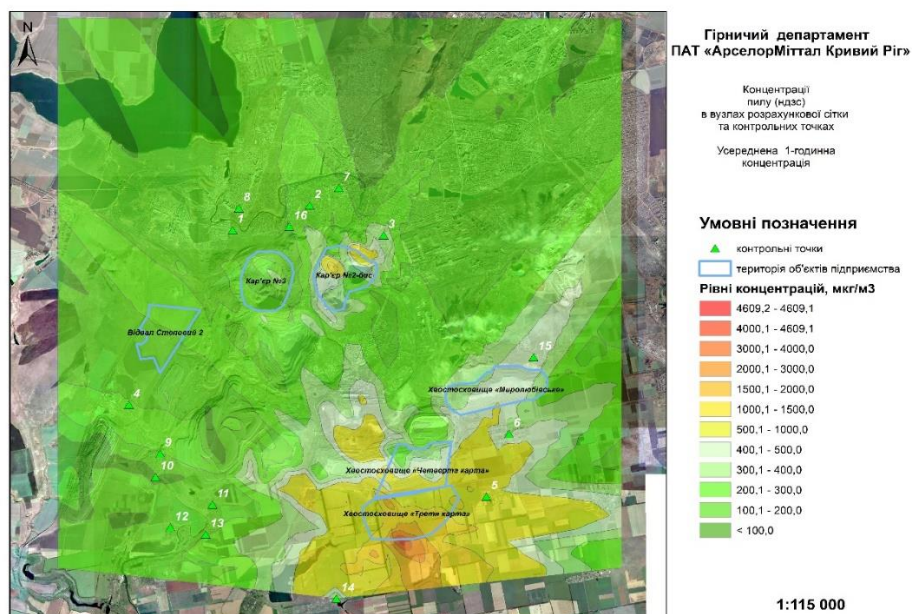 Гірничий департамент
ПАТ «АрселорМіттал Кривий Ріг»
Концентрації
пилу (ндзс)
в вузлах розрахункової сітки
та контрольних точках
Усереднена 1-годинна
концентрація
N
7
2
8
1
16
3
Кар'єр №3
Кар'єр №2-біс
Відвал Степовий 2
15
Хвостосховище «Миролюбівське»
4
6
9
Хвостосховище «Четверта карта»
10
5
11
Хвостосховище «Третя карта»
12
13
14
Умовні позначення
контрольні точки
територія об'єктів підприємства
Рівні концентрацій, мкг/м3
4609,2 - 4609,1
4000,1 - 4609,1
3000,1 - 4000,0
2000,1 - 3000,0
1500,1 - 2000,0
1000,1 - 1500,0
500,1 - 1000,0
400,1 - 500,0
300,1 - 400,0
200,1 - 300,0
100,1 - 200,0
< 100,0
1:115 000